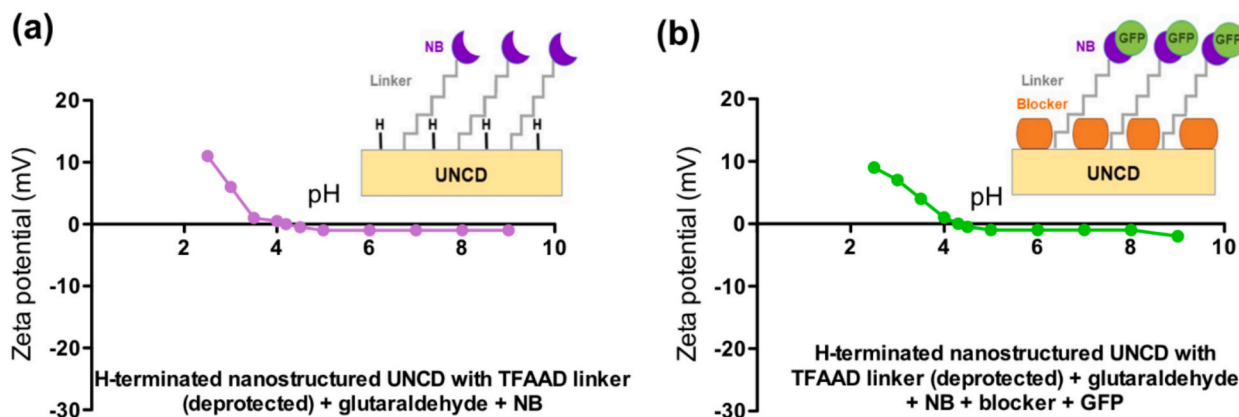 (a)
NB
Linker
H
H
H
H
UNCD
20
10
0
-10
-20
-30
Zeta potential (mV)
pH
2
4
6
8
10
H-terminated nanostructured UNCD with TFAAD linker
(deprotected) + glutaraldehyde + NB
(b)
NB
GFP
GFP
GFP
Linker
Blocker
UNCD
20
10
0
-10
-20
-30
Zeta potential (mV)
pH
2
4
6
8
10
H-terminated nanostructured UNCD with
TFAAD linker (deprotected) + glutaraldehyde
+ NB + blocker + GFP